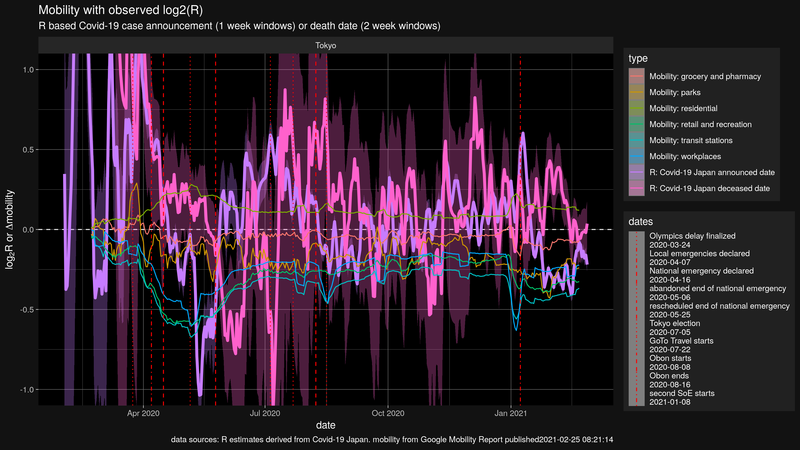 Mobility with observed log2(R)
R based Covid-19 case announcement (1 week windows) or death date (2 week windows)
Tokyo
log2R or Δmobility
1.0
0.5
0.0
-0.5
-1.0
Apr 2020
Jul 2020
Oct 2020
Jan 2021
date
data sources: R estimates derived from Covid-19 Japan. mobility from Google Mobility Report published2021-02-25 08:21:14
type
Mobility: grocery and pharmacy
Mobility: parks
Mobility: residential
Mobility: retail and recreation
Mobility: transit stations
Mobility: workplaces
R: Covid-19 Japan announced date
R: Covid-19 Japan deceased date
dates
Olympics delay finalized
2020-03-24
Local emergencies declared
2020-04-07
National emergency declared
2020-04-16
abandoned end of national emergency
2020-05-06
rescheduled end of national emergency
2020-05-25
Tokyo election
2020-07-05
GoTo Travel starts
2020-07-22
Obon starts
2020-08-08
Obon ends
2020-08-16
second SoE starts
2021-01-08